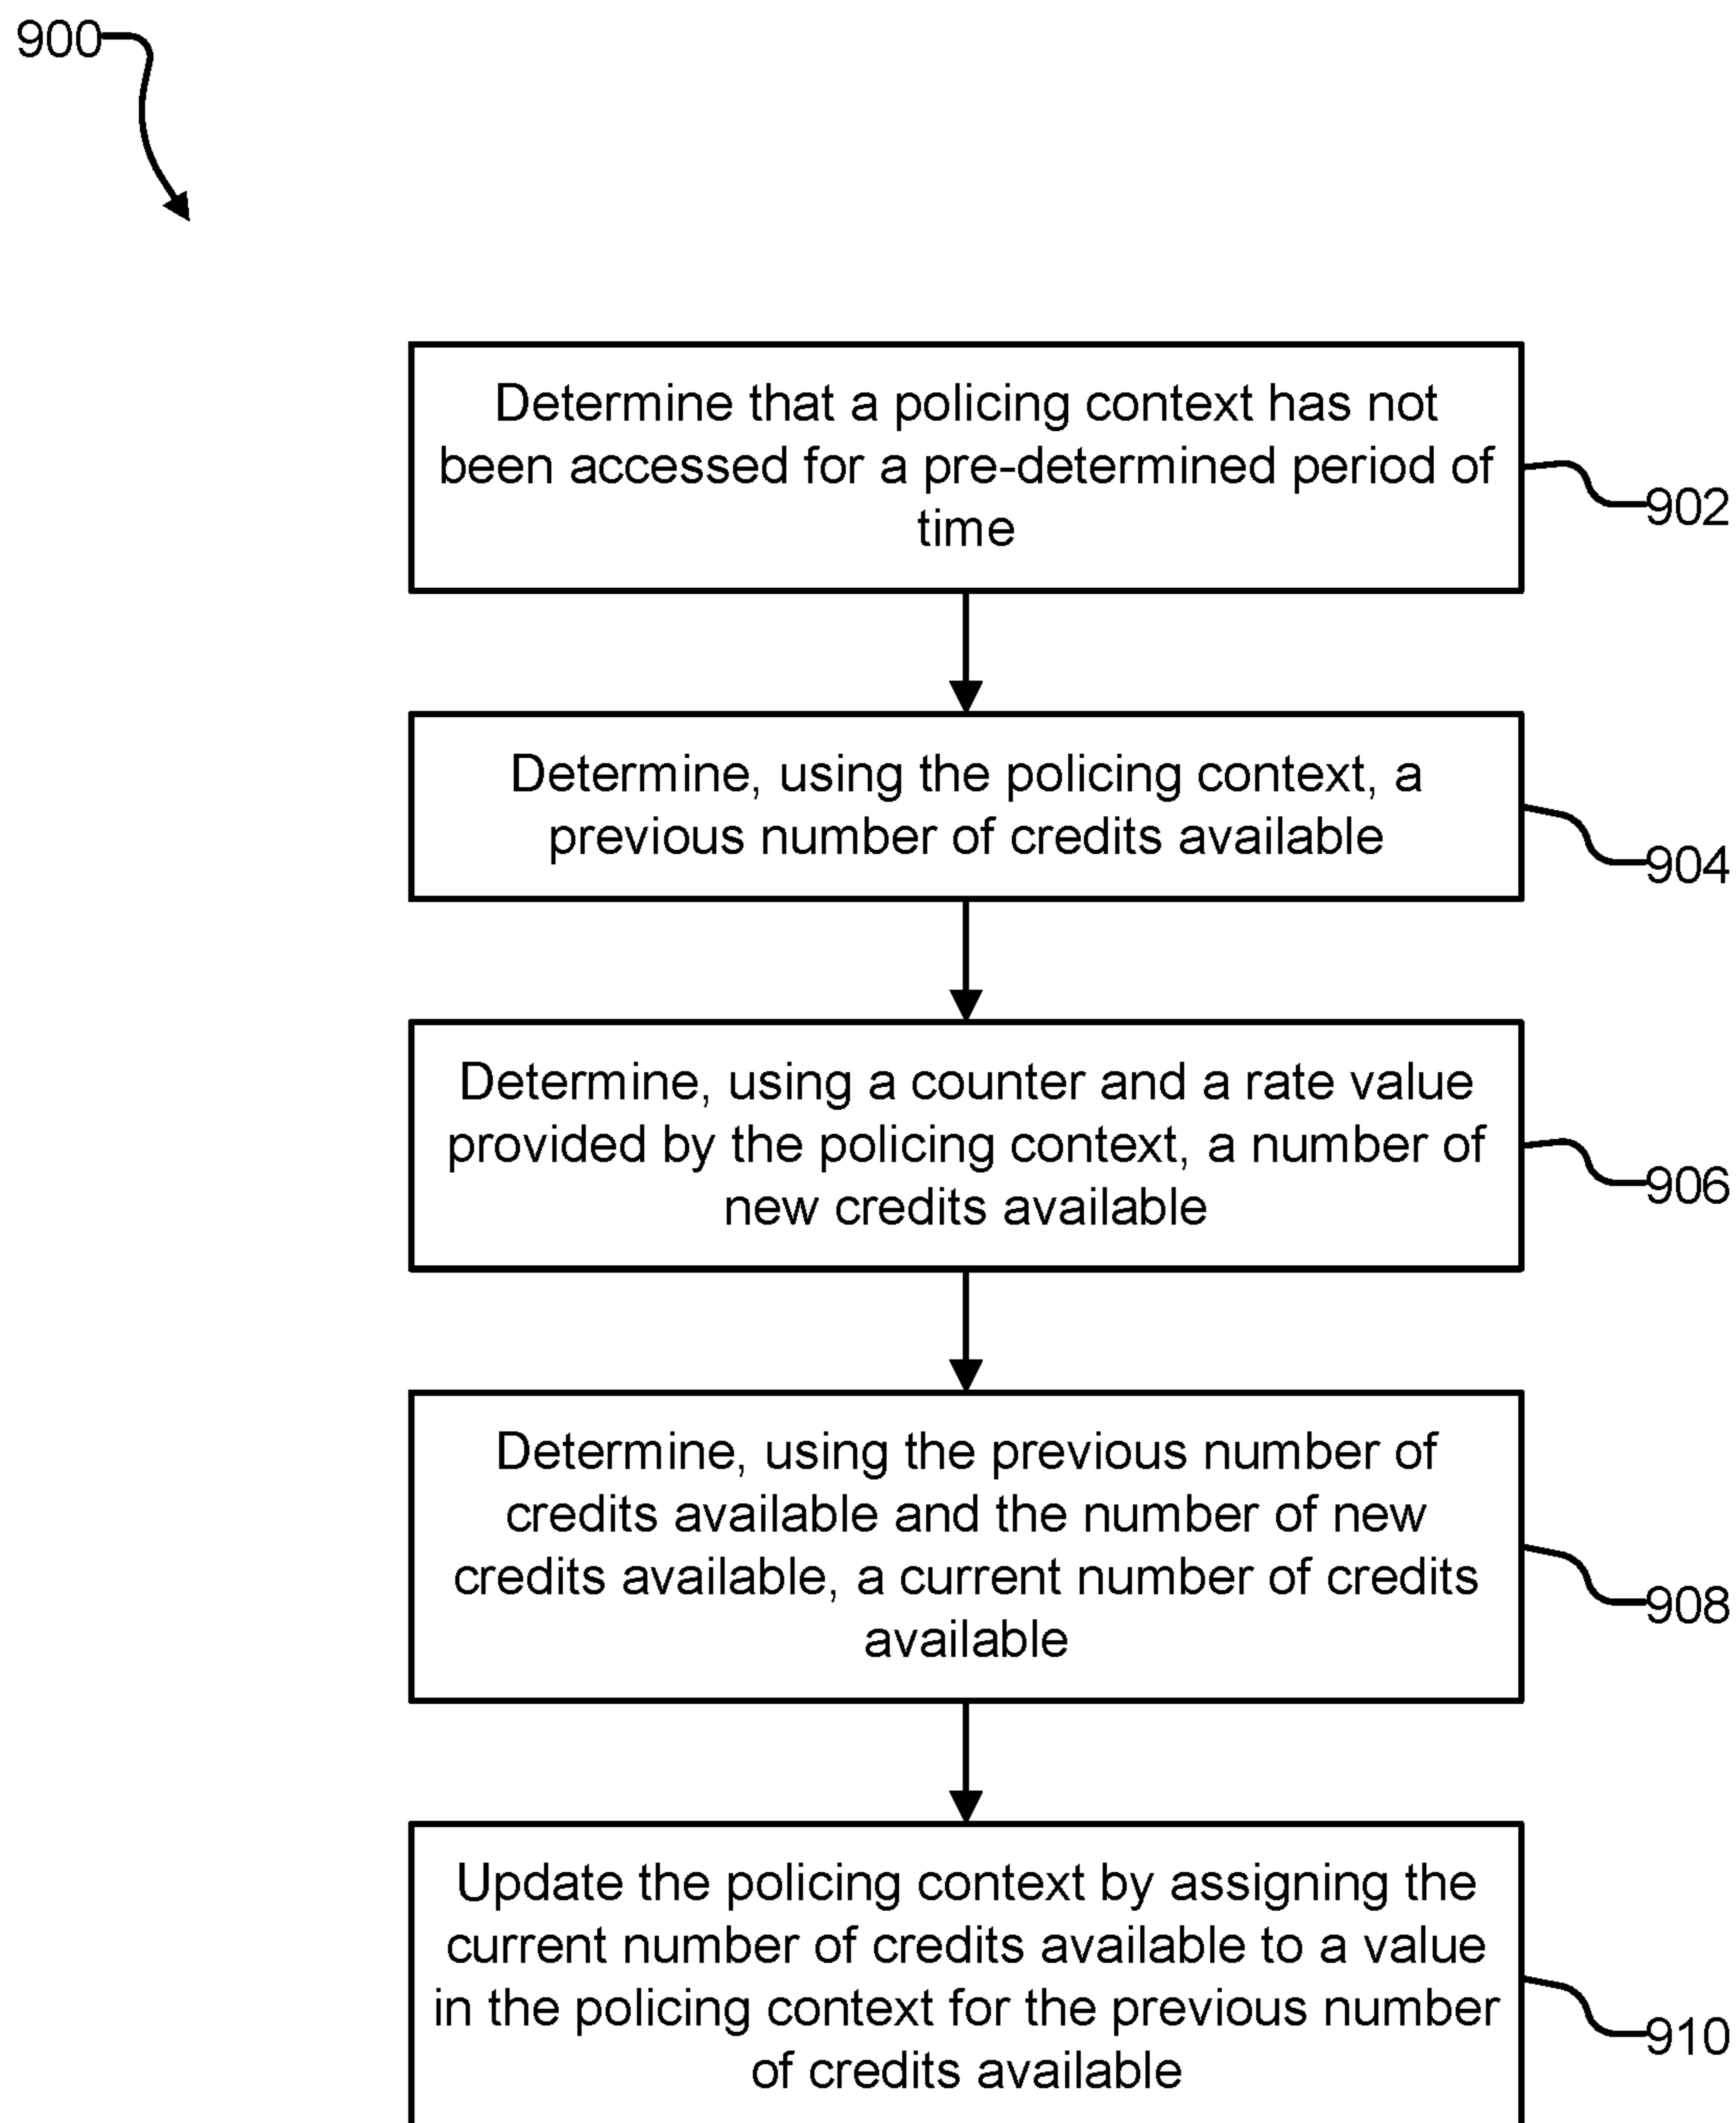 900
Determine that a policing context has not
been accessed for a pre-determined period of
time
902
Determine, using the policing context, a
previous number of credits available
904
Determine, using a counter and a rate value
provided by the policing context, a number of
new credits available
906
Determine, using the previous number of
credits available and the number of new
credits available, a current number of credits
available
908
Update the policing context by assigning the
current number of credits available to a value
in the policing context for the previous number
of credits available
910